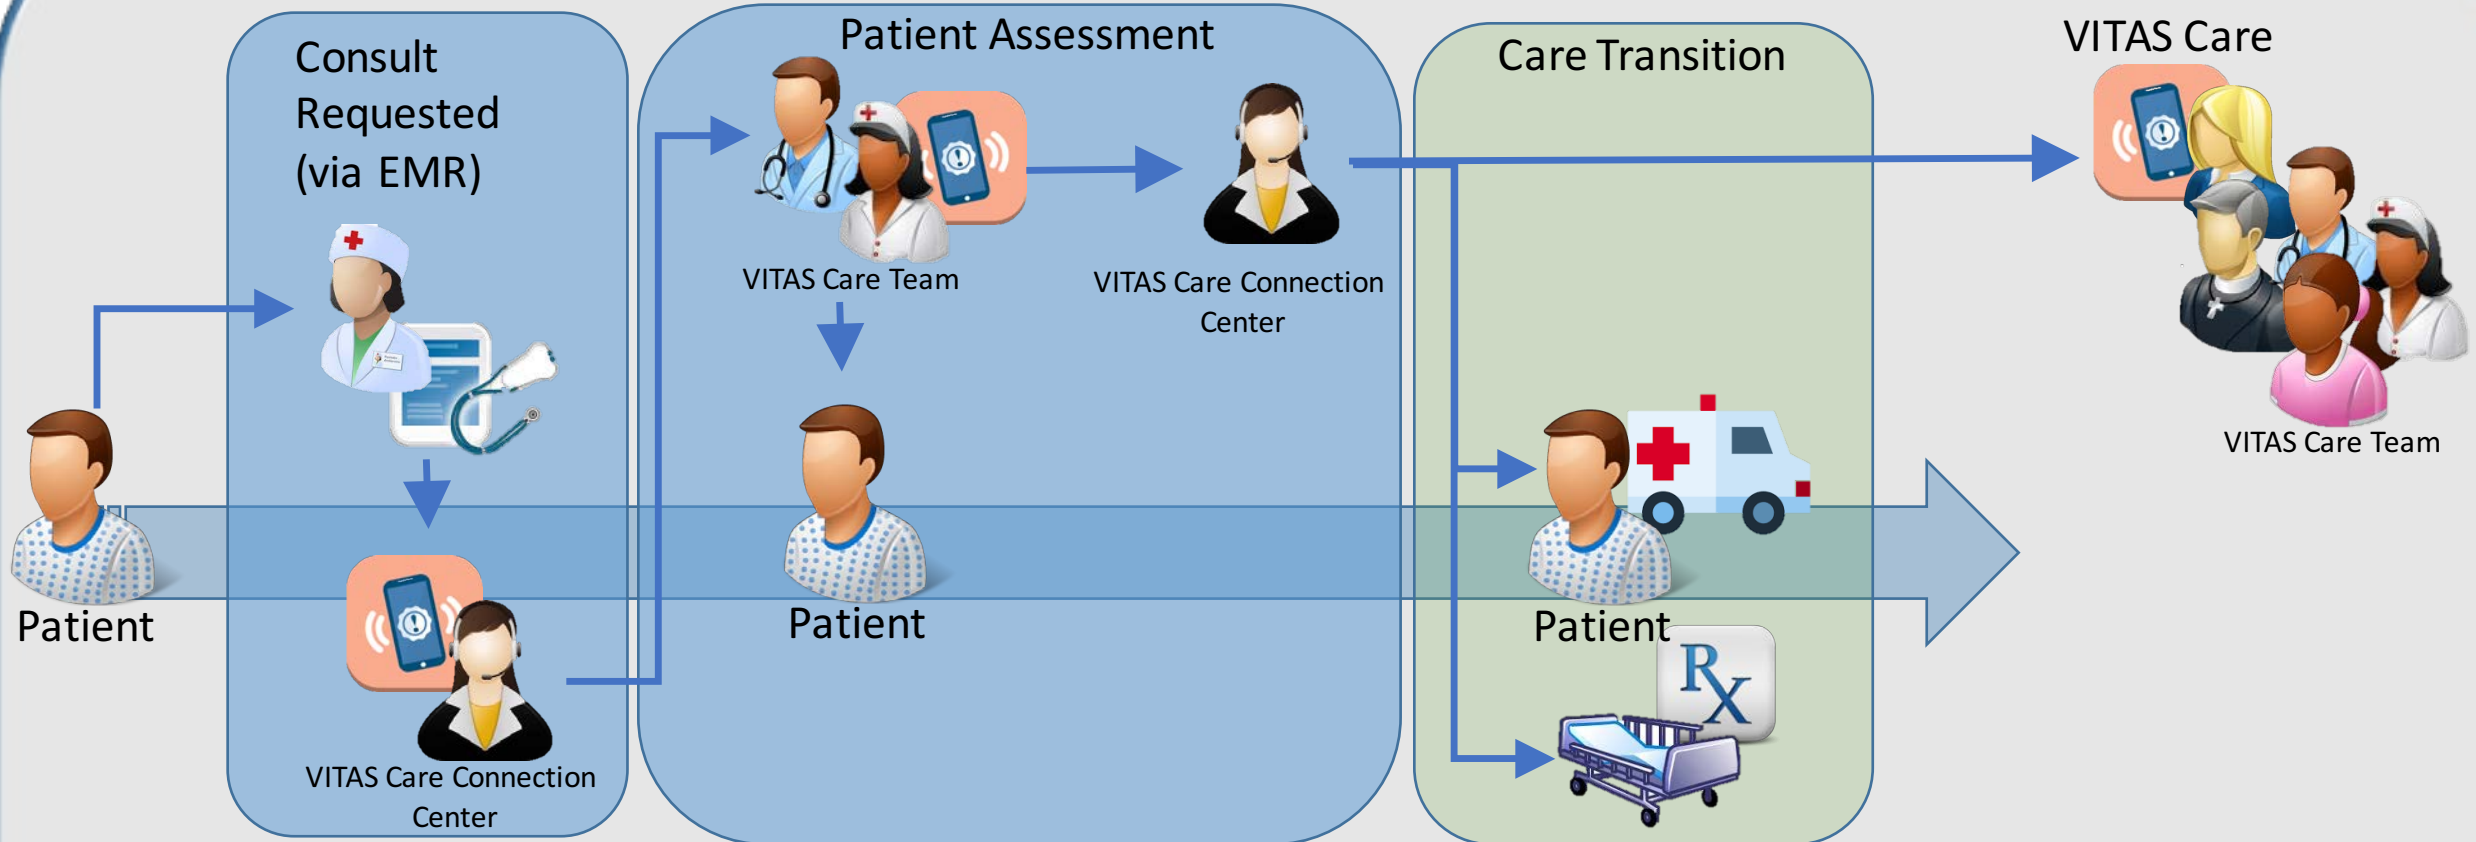 Consult
Requested
(via EMR)
Patient Assessment
Care Transition
VITAS Care
VITAS Care Team
VITAS Care Connection
Center
VITAS Care Team
Patient
Patient
Patient
Rx
VITAS Care Connection
Center